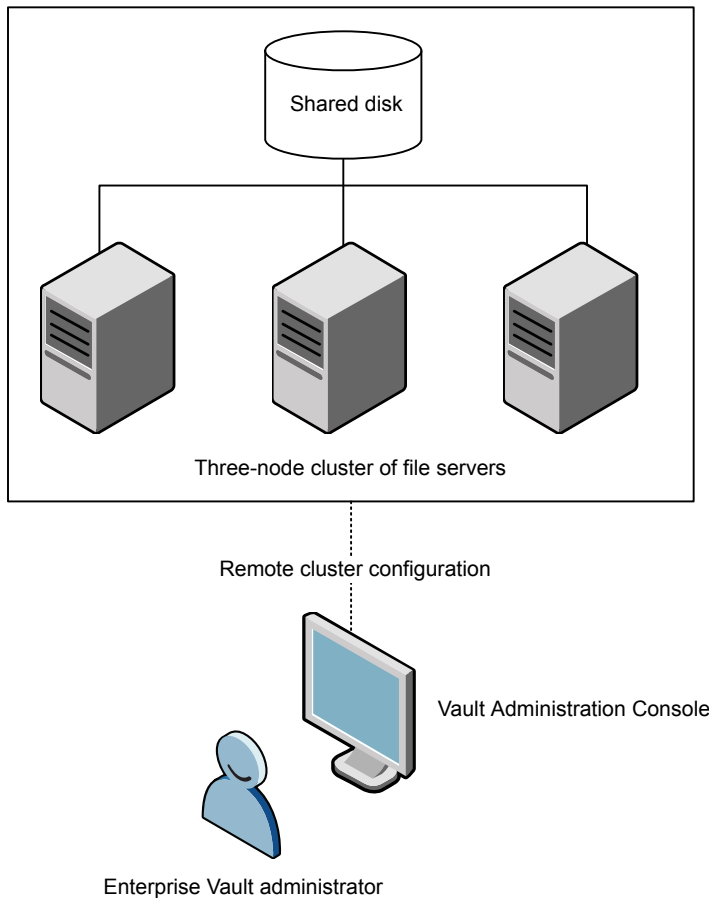 Shared disk
Three-node cluster of file servers
Remote cluster configuration
Vault Administration Console
Enterprise Vault administrator